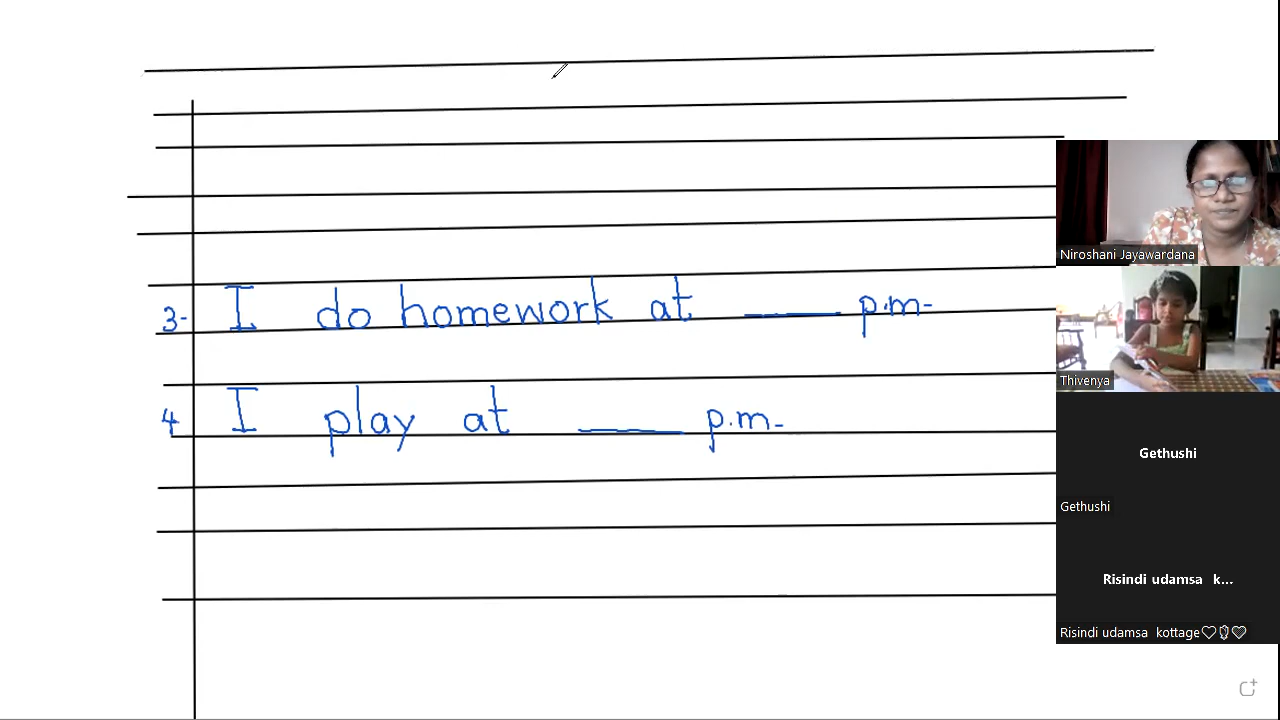 3. I do homework at ____ p.m.
4 I play at ____ p.m.
Niroshani Jayawardana
Thivenya
Gethushi
Gethushi
Risindi udamsa k...
Risindi udamsa kottage🤍🫶🤍